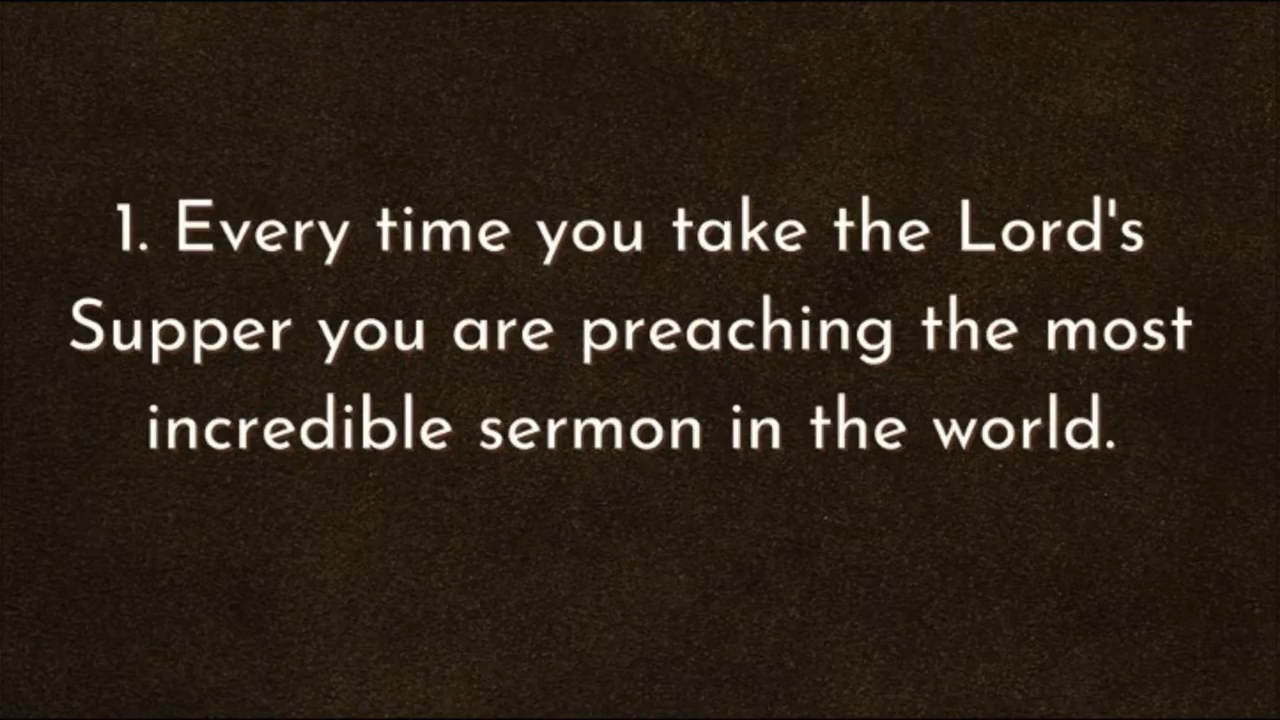 1. Every time you take the Lord's
Supper you are preaching the most
incredible sermon in the world.